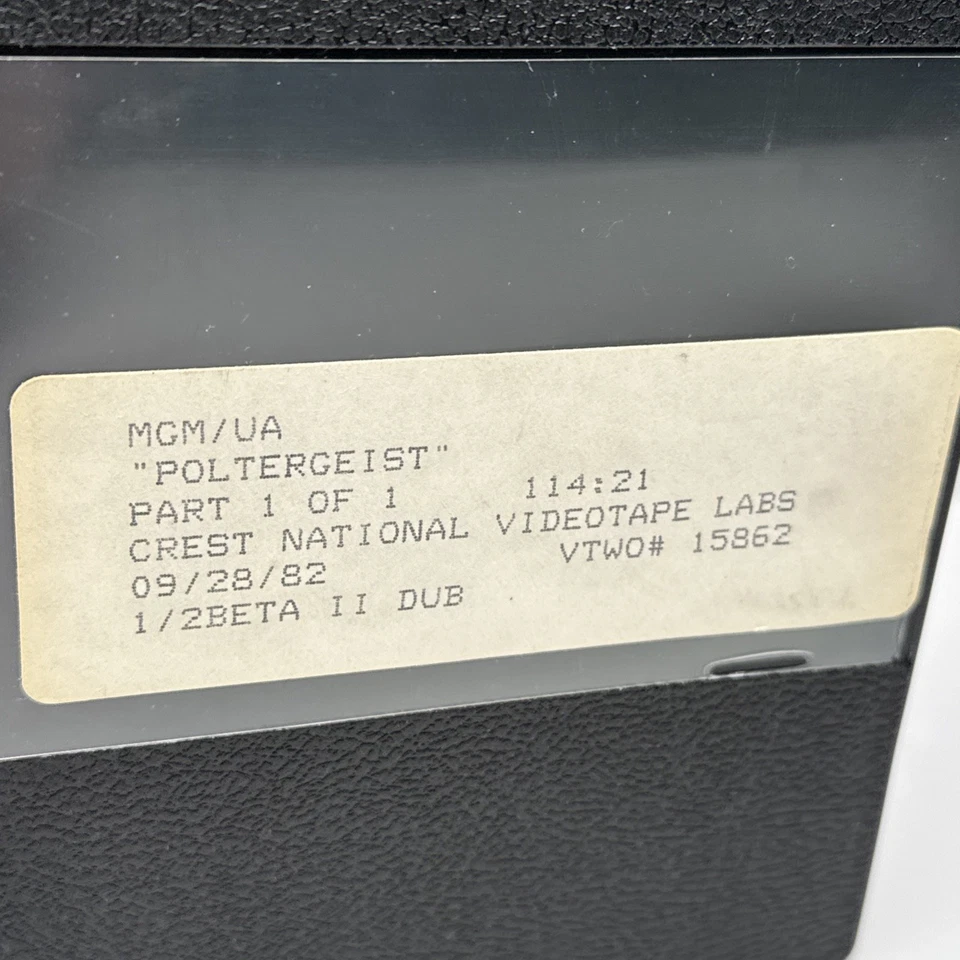 MGM/UA
"POLTERGEIST"
PART 1 OF 1 114:21
CREST NATIONAL VIDEOTAPE LABS
09/28/82 VTWO# 15862
1/2BETA II DUB